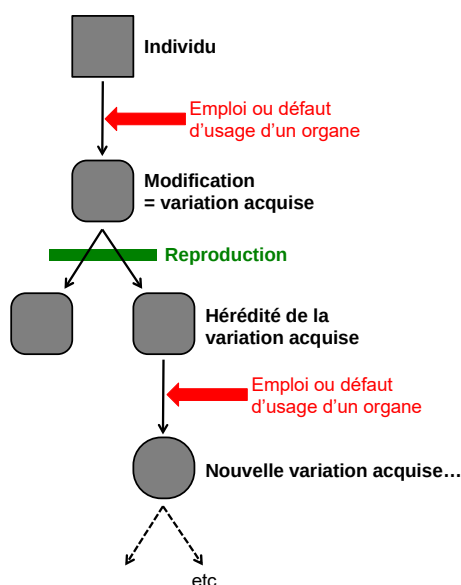 Individu
Emploi ou défaut
d'usage d'un organe
Modification
= variation acquise
Reproduction
Hérédité de la
variation acquise
Emploi ou défaut
d'usage d'un organe
Nouvelle variation acquise…
etc